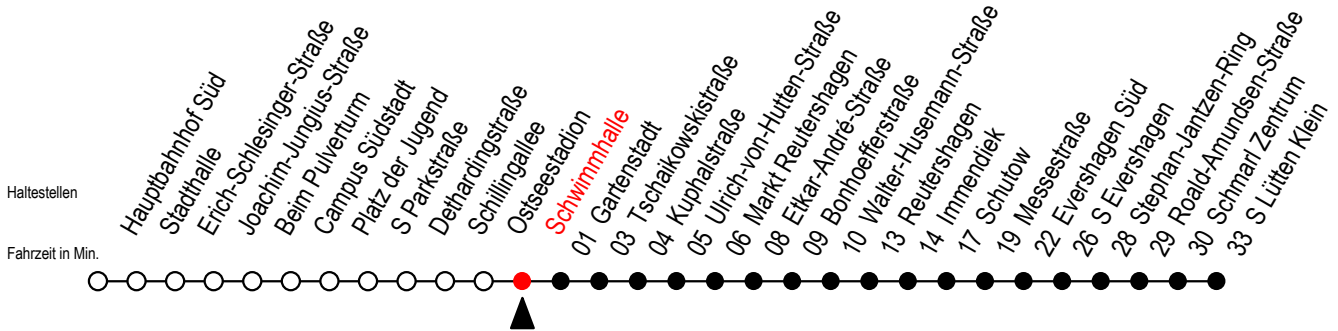 Haltestellen
Hauptbahnhof Süd
Stadthalle
Erich-Schlesinger-Straße
Joachim-Jungius-Straße
Beim Pulverturm
Campus Südstadt
Platz der Jugend
S Parkstraße
Dethardingstraße
Schillingallee
Ostseestadion
Schwimmhalle
Fahrzeit in Min.
01 Gartenstadt
03 Tschaikowskistraße
04 Kuphalstraße
05 Ulrich-von-Hutten-Straße
06 Markt Reutershagen
08 Etkar-André-Straße
09 Bonhoefferstraße
10 Walter-Husemann-Straße
13 Reutershagen
14 Immendiek
17 Schutow
19 Messestraße
22 Evershagen Süd
26 S Evershagen
28 Stephan-Jantzen-Ring
29 Roald-Amundsen-Straße
30 Schmarl Zentrum
33 S Lütten Klein